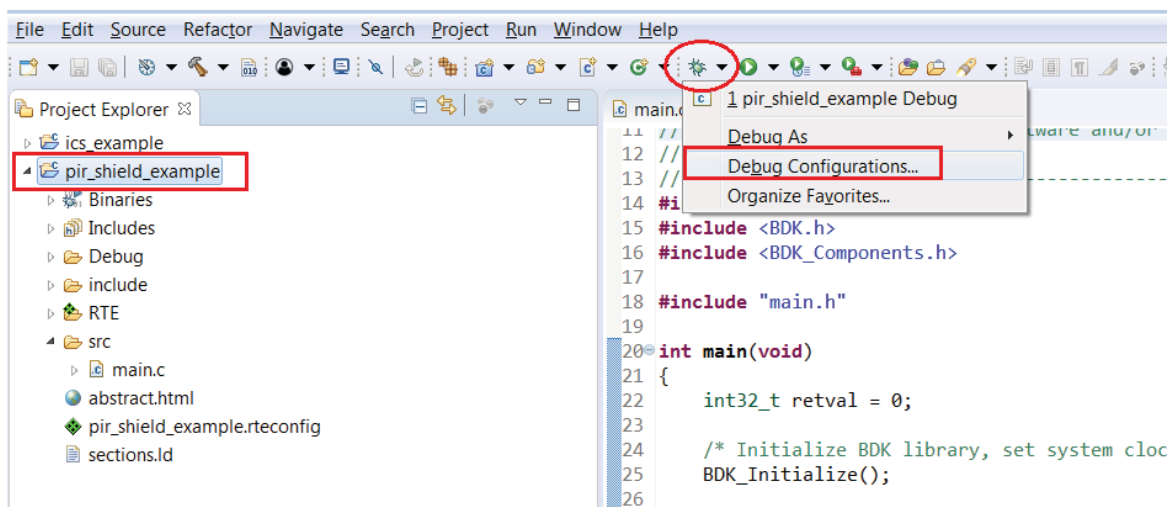 File Edit Source Refactor Navigate Search Project Run Window Help
Project Explorer
ics_example
pir_shield_example
Binaries
Includes
Debug
include
RTE
src
main.c
abstract.html
pir_shield_example.rteconfig
sections.ld
main.c
1 pir_shield_example Debug
Debug As
Debug Configurations...
Organize Favorites...
11 //
12 //
13 // 
14 #i
15 #include <BDK.h>
16 #include <BDK_Components.h>
17
18 #include "main.h"
19
20 int main(void)
21 {
22 int32_t retval = 0;
23
24 /* Initialize BDK library, set system cloc
25 BDK_Initialize();
26